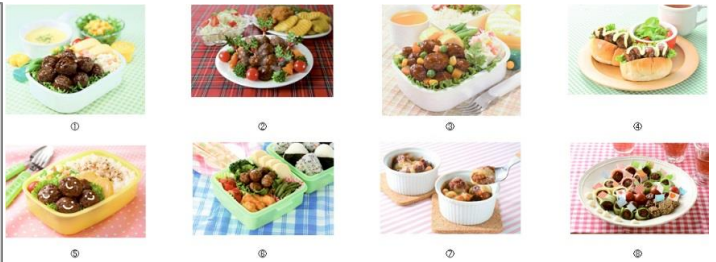 ① ② ③ ④
⑤ ⑥ ⑦ ⑧